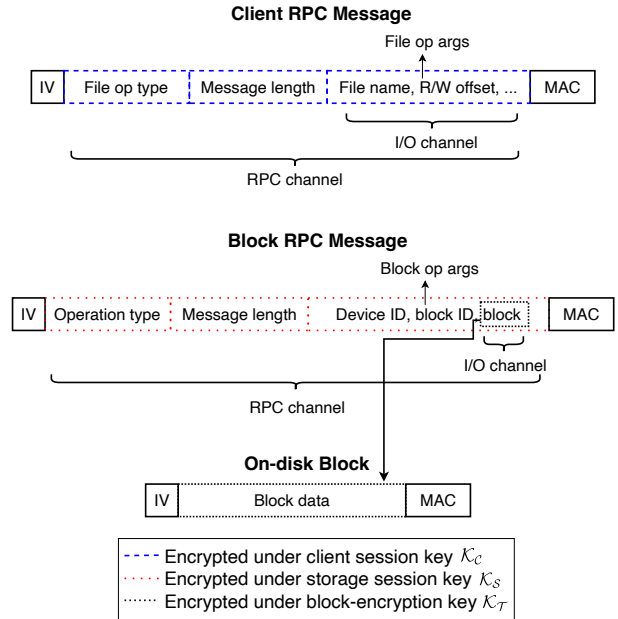 Client RPC Message
File op args
IV File op type Message length File name, R/W offset, ... MAC
I/O channel
RPC channel
Block RPC Message
Block op args
IV Operation type Message length Device ID, block ID, block MAC
I/O channel
RPC channel
On-disk Block
IV Block data MAC
Encrypted under client session key 𝒦_𝒞
Encrypted under storage session key 𝒦_𝒮
Encrypted under block-encryption key 𝒦_𝒯